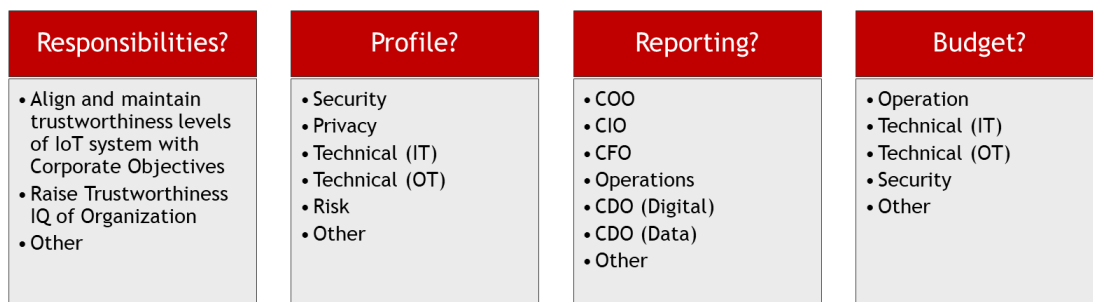 Responsibilities?
• Align and maintain
trustworthiness levels
of IoT system with
Corporate Objectives
• Raise Trustworthiness
IQ of Organization
• Other
Profile?
• Security
• Privacy
• Technical (IT)
• Technical (OT)
• Risk
• Other
Reporting?
• COO
• CIO
• CFO
• Operations
• CDO (Digital)
• CDO (Data)
• Other
Budget?
• Operation
• Technical (IT)
• Technical (OT)
• Security
• Other